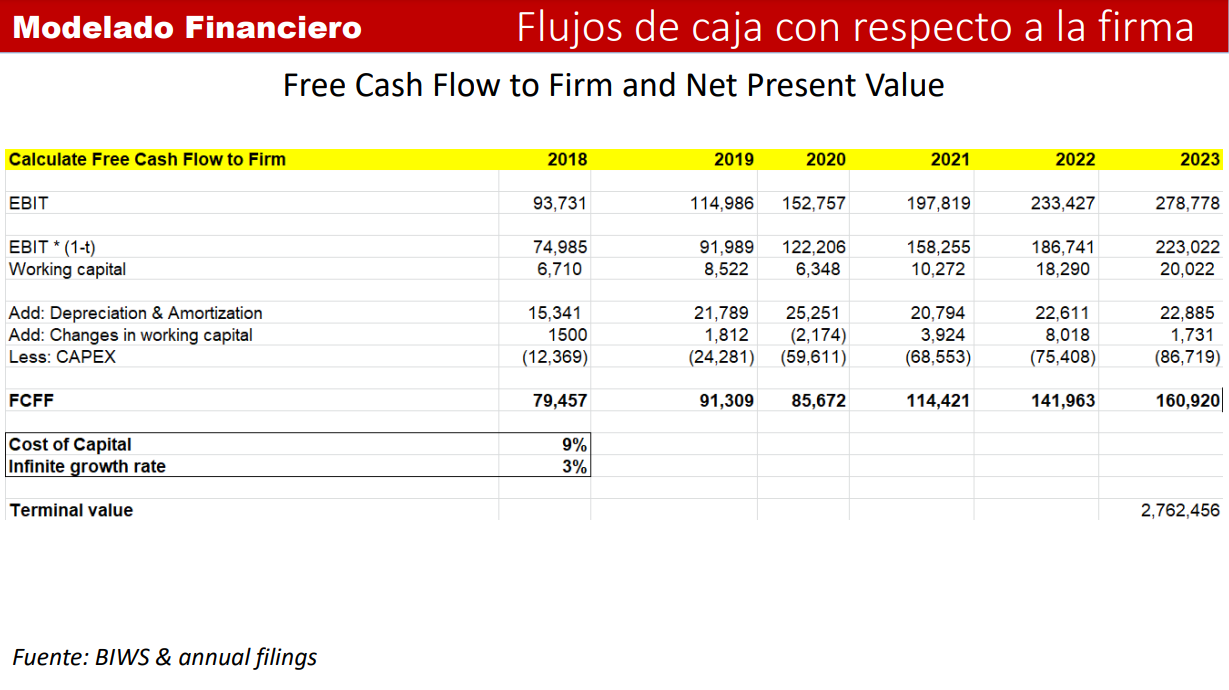 Modelado Financiero Flujos de caja con respecto a la firma
Free Cash Flow to Firm and Net Present Value
Calculate Free Cash Flow to Firm 2018 2019 2020 2021 2022 2023
EBIT 93,731 114,986 152,757 197,819 233,427 278,778
EBIT * (1-t) 74,985 91,989 122,206 158,255 186,741 223,022
Working capital 6,710 8,522 6,348 10,272 18,290 20,022
Add: Depreciation & Amortization 15,341 21,789 25,251 20,794 22,611 22,885
Add: Changes in working capital 1500 1,812 (2,174) 3,924 8,018 1,731
Less: CAPEX (12,369) (24,281) (59,611) (68,553) (75,408) (86,719)
FCFF 79,457 91,309 85,672 114,421 141,963 160,920
Cost of Capital 9%
Infinite growth rate 3%
Terminal value 2,762,456
Fuente: BIWS & annual filings